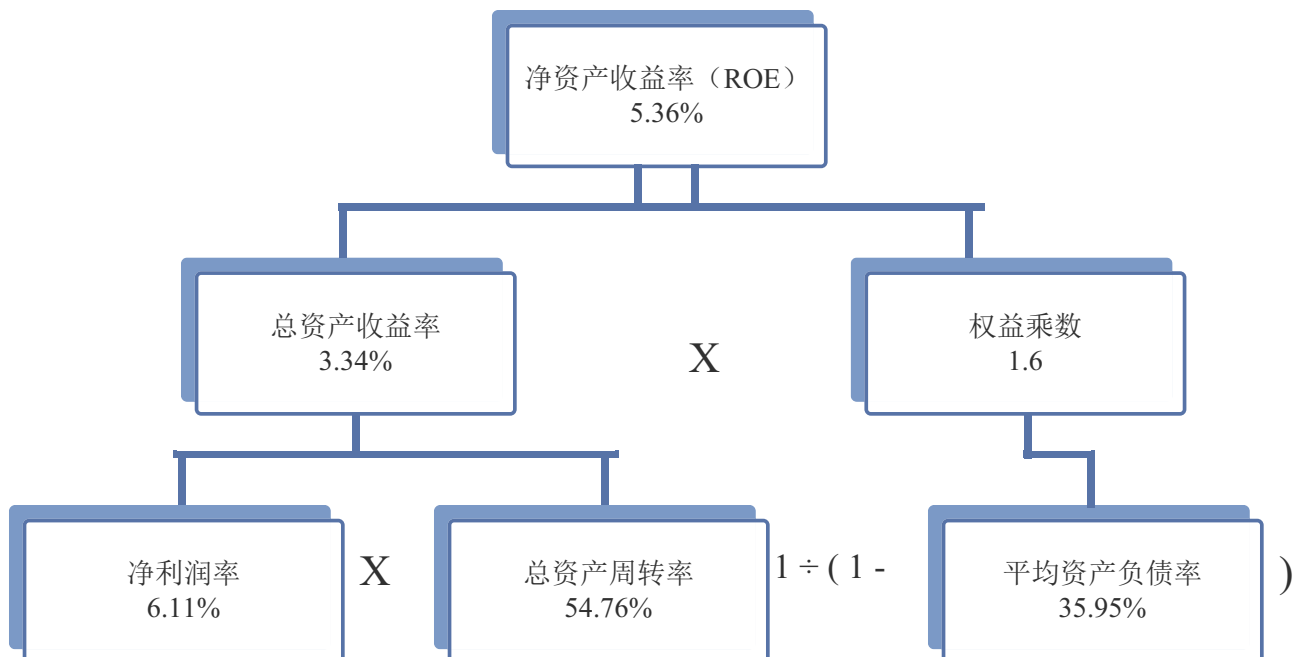 净资产收益率（ROE）
5.36%
总资产收益率
3.34%
X
权益乘数
1.6
净利润率
6.11%
X
总资产周转率
54.76%
1 ÷ ( 1 -
平均资产负债率
35.95%
)